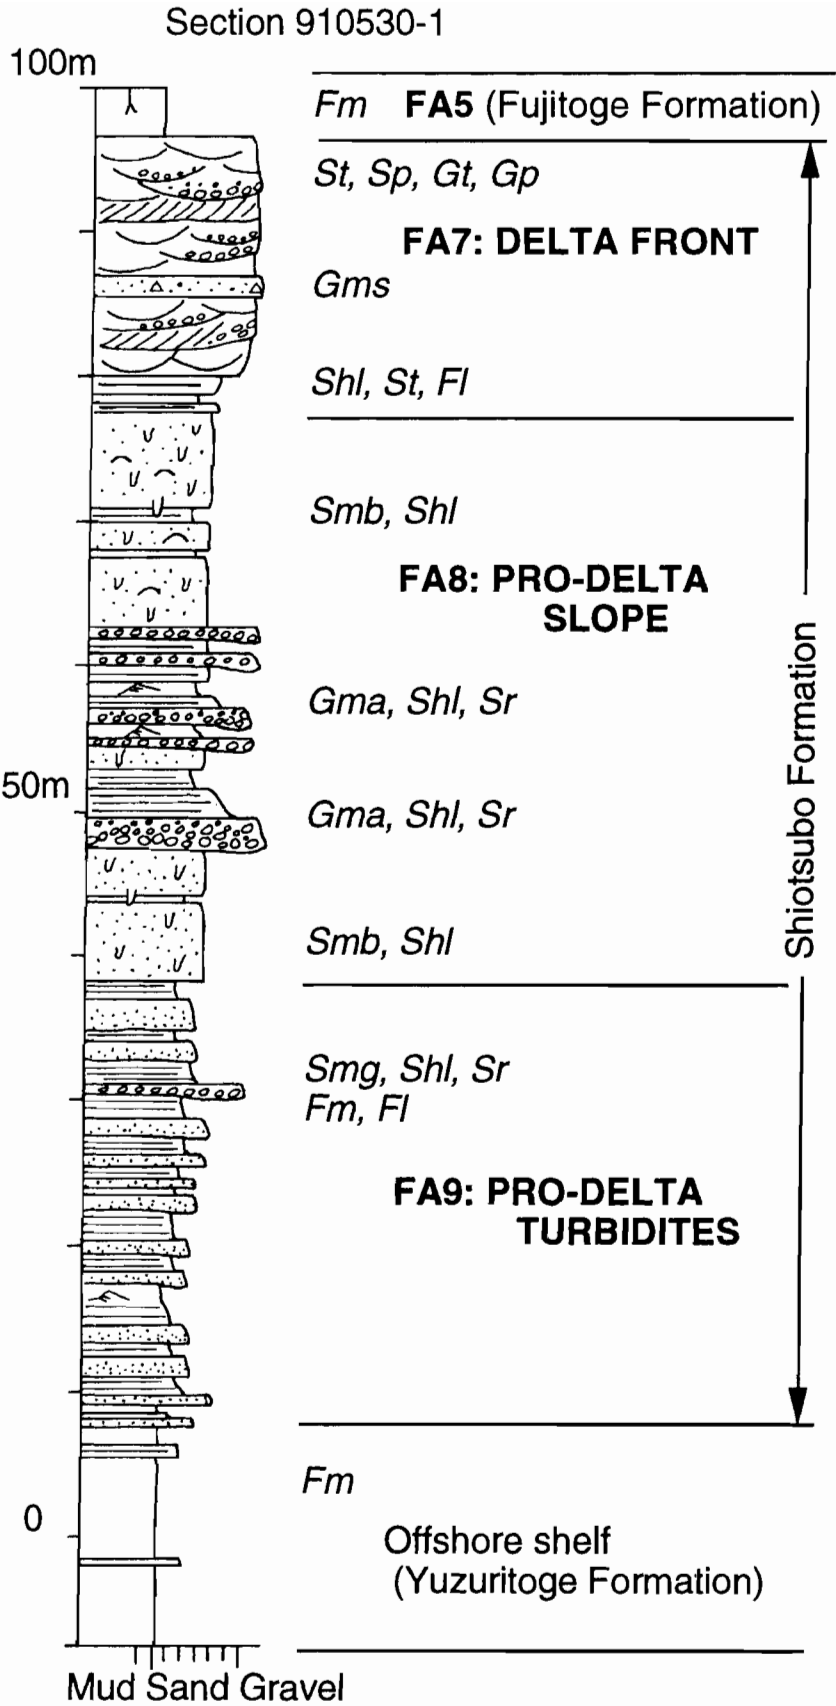 Section 910530-1
100m
Fm FA5 (Fujitoge Formation)
St, Sp, Gt, Gp
FA7: DELTA FRONT
Gms
Shl, St, Fl
Smb, Shl
FA8: PRO-DELTA
SLOPE
Gma, Shl, Sr
50m
Gma, Shl, Sr
Shiotsubo Formation
Smb, Shl
Smg, Shl, Sr
Fm, Fl
FA9: PRO-DELTA
TURBIDITES
Fm
0
Offshore shelf
(Yuzuritoge Formation)
Mud Sand Gravel